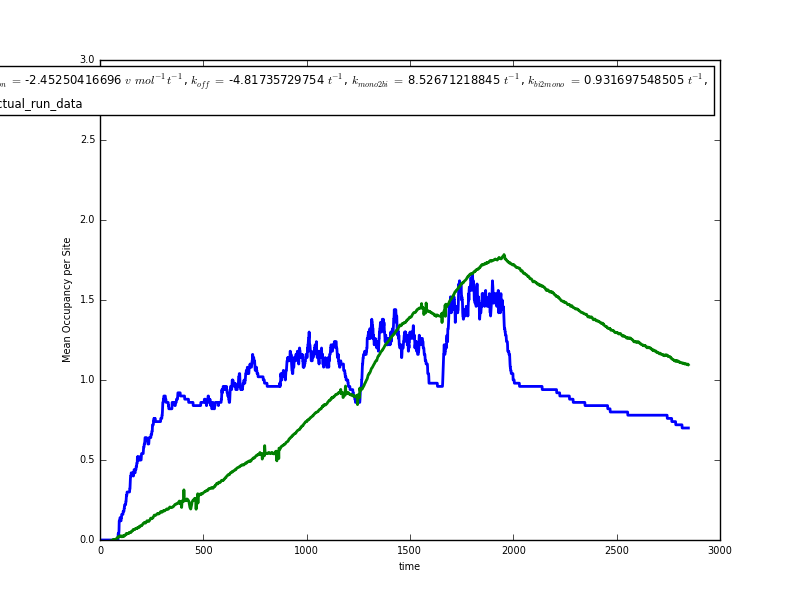 = -2.45250416696 v mol⁻¹t⁻¹, k_off = -4.81735729754 t⁻¹, k_mono2bi = 8.52671218845 t⁻¹, k_bi2mono = 0.931697548505 t⁻¹,
ctual_run_data
3.0
2.5
2.0
1.5
1.0
0.5
0.0
Mean Occupancy per Site
0 500 1000 1500 2000 2500 3000
time